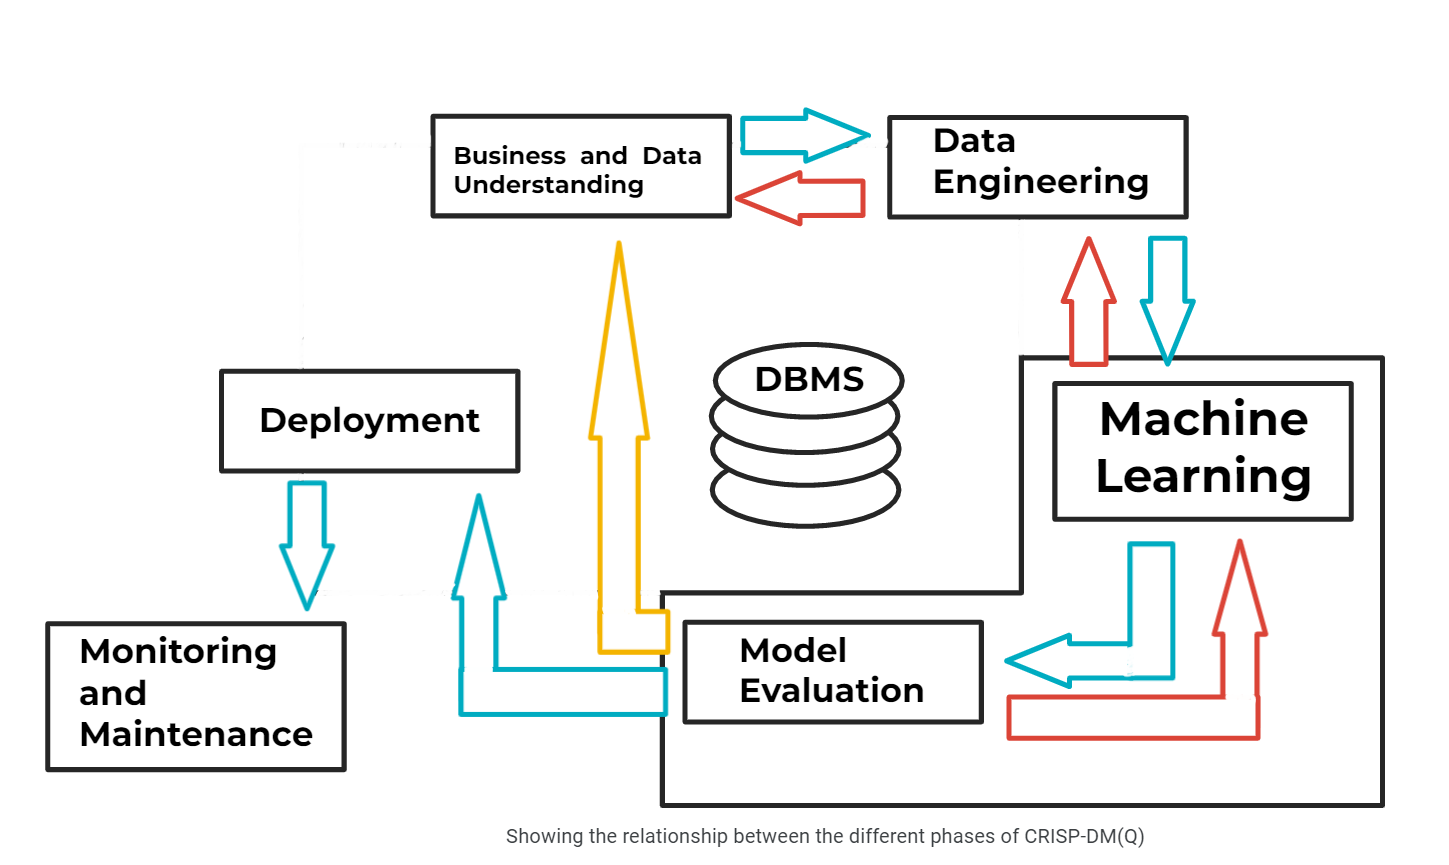 Business and Data
Understanding
Data
Engineering
DBMS
Deployment
Machine
Learning
Model
Evaluation
Monitoring
and
Maintenance
Showing the relationship between the different phases of CRISP-DM(Q)